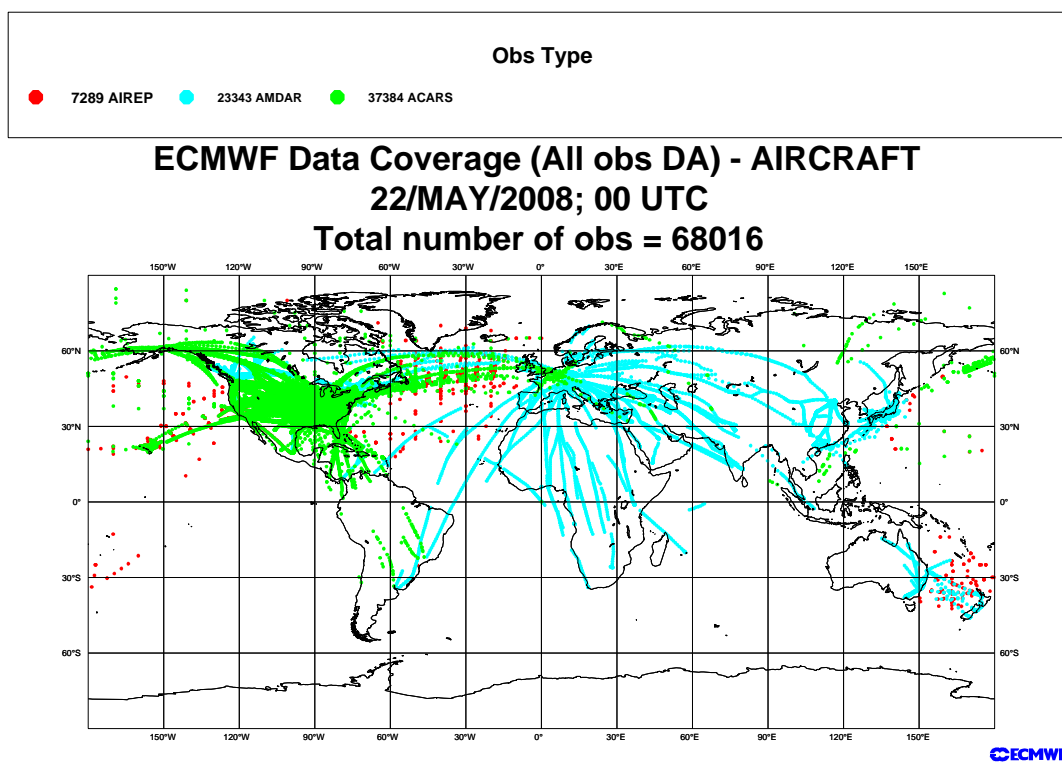 Obs Type
7289 AIREP 23343 AMDAR 37384 ACARS
ECMWF Data Coverage (All obs DA) - AIRCRAFT
22/MAY/2008; 00 UTC
Total number of obs = 68016
150°W 120°W 90°W 60°W 30°W 0° 30°E 60°E 90°E 120°E 150°E
60°N 60°N
30°N 30°N
0° 0°
30°S 30°S
60°S 60°S
150°W 120°W 90°W 60°W 30°W 0° 30°E 60°E 90°E 120°E 150°E
ECMWF